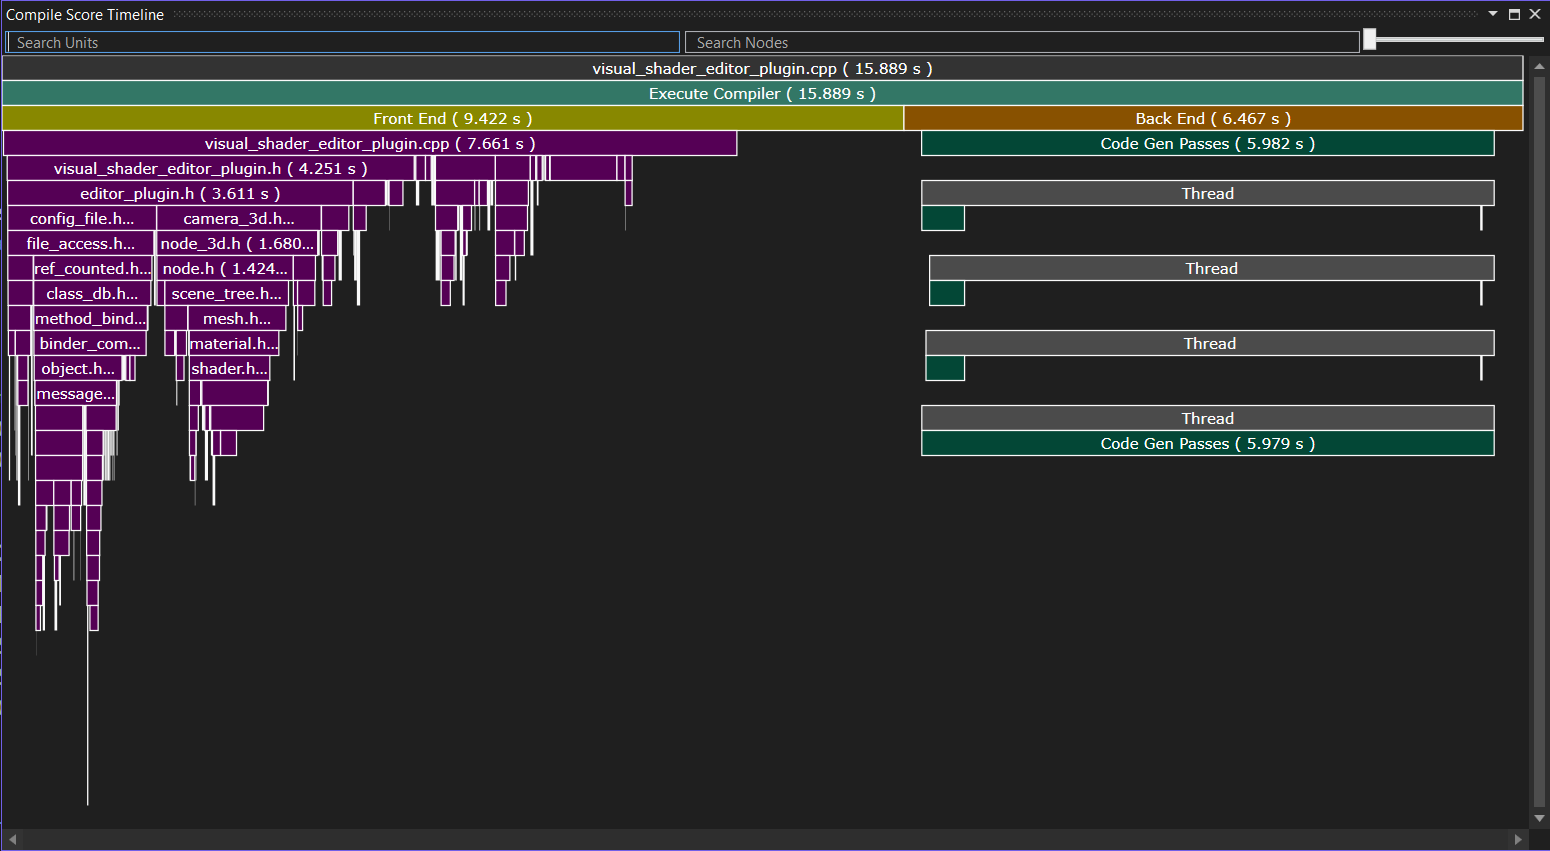 Compile Score Timeline
Search Units
Search Nodes
visual_shader_editor_plugin.cpp ( 15.889 s )
Execute Compiler ( 15.889 s )
Front End ( 9.422 s )
Back End ( 6.467 s )
visual_shader_editor_plugin.cpp ( 7.661 s )
Code Gen Passes ( 5.982 s )
visual_shader_editor_plugin.h ( 4.251 s )
editor_plugin.h ( 3.611 s )
Thread
config_file.h...
camera_3d.h...
file_access.h...
node_3d.h ( 1.680...
ref_counted.h...
node.h ( 1.424...
Thread
class_db.h...
scene_tree.h...
method_bind...
mesh.h...
binder_com...
material.h...
Thread
object.h...
shader.h...
message...
Thread
Code Gen Passes ( 5.979 s )